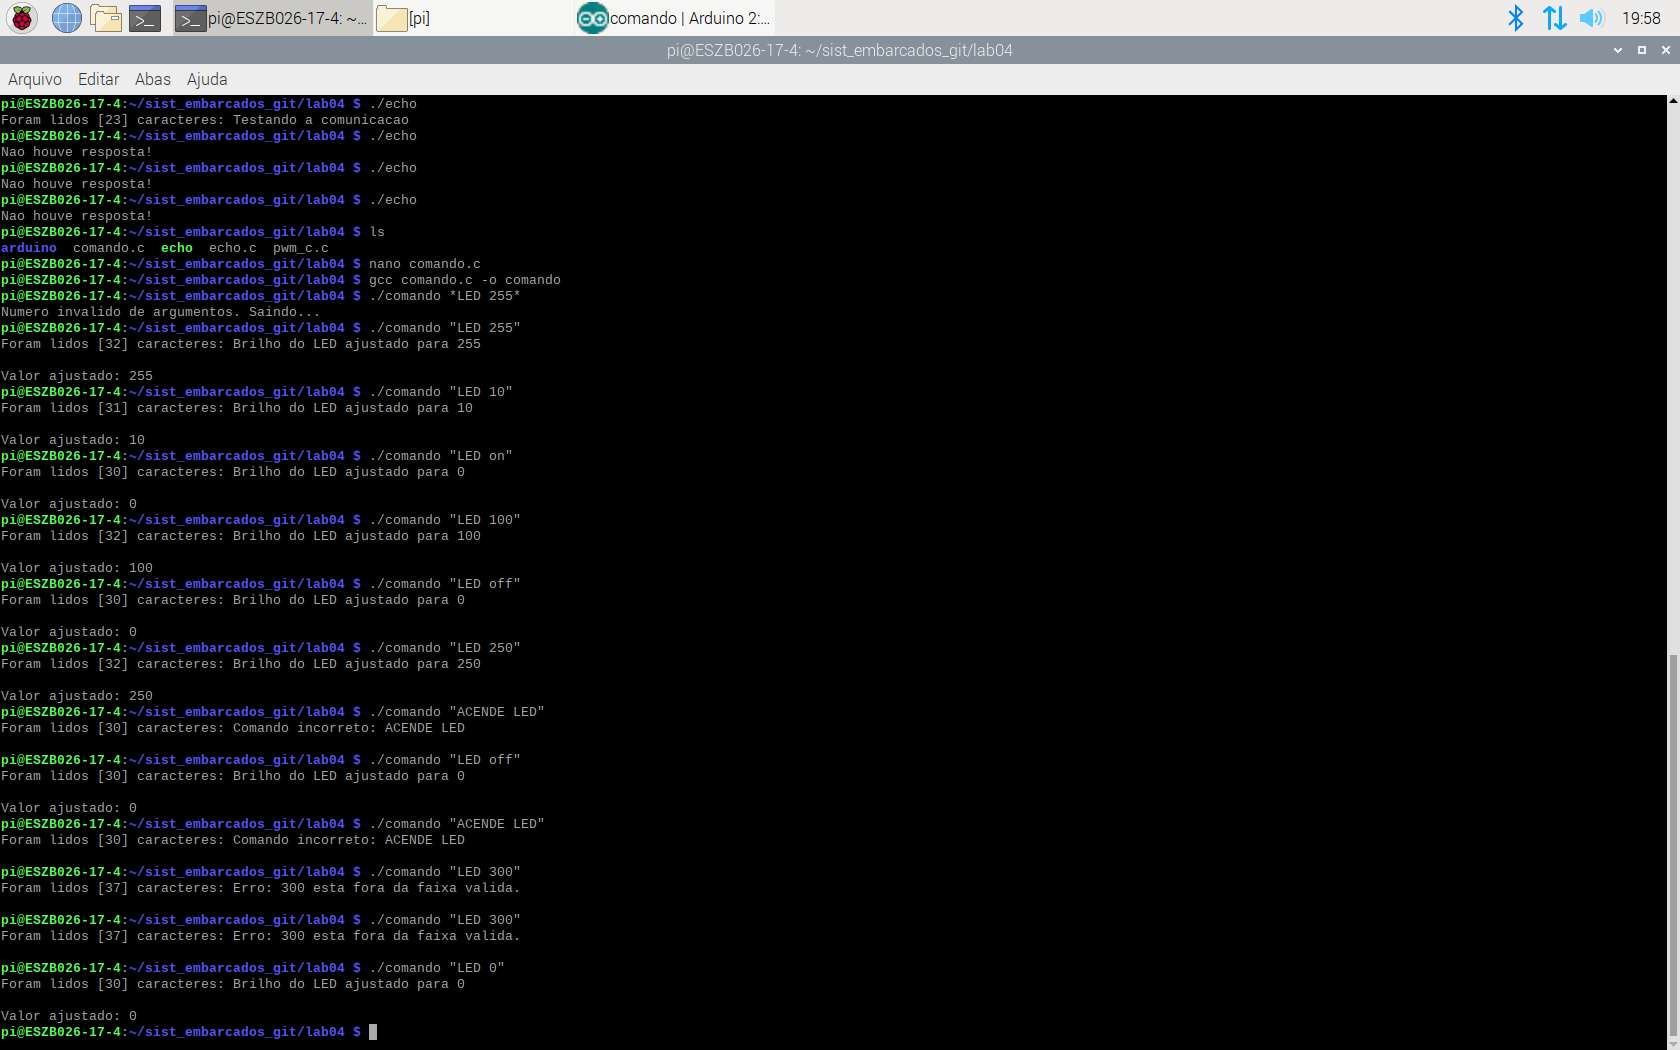 pi@ESZB026-17-4: ~... [pi] comando | Arduino 2:... 19:58
pi@ESZB026-17-4: ~/sist_embarcados_git/lab04
Arquivo Editar Abas Ajuda
pi@ESZB026-17-4:~/sist_embarcados_git/lab04 $ ./echo
Foram lidos [23] caracteres: Testando a comunicacao
pi@ESZB026-17-4:~/sist_embarcados_git/lab04 $ ./echo
Nao houve resposta!
pi@ESZB026-17-4:~/sist_embarcados_git/lab04 $ ./echo
Nao houve resposta!
pi@ESZB026-17-4:~/sist_embarcados_git/lab04 $ ./echo
Nao houve resposta!
pi@ESZB026-17-4:~/sist_embarcados_git/lab04 $ ls
arduino  comando.c  echo  echo.c  pwm_c.c
pi@ESZB026-17-4:~/sist_embarcados_git/lab04 $ nano comando.c
pi@ESZB026-17-4:~/sist_embarcados_git/lab04 $ gcc comando.c -o comando
pi@ESZB026-17-4:~/sist_embarcados_git/lab04 $ ./comando *LED 255*
Numero invalido de argumentos. Saindo...
pi@ESZB026-17-4:~/sist_embarcados_git/lab04 $ ./comando "LED 255"
Foram lidos [32] caracteres: Brilho do LED ajustado para 255
Valor ajustado: 255
pi@ESZB026-17-4:~/sist_embarcados_git/lab04 $ ./comando "LED 10"
Foram lidos [31] caracteres: Brilho do LED ajustado para 10
Valor ajustado: 10
pi@ESZB026-17-4:~/sist_embarcados_git/lab04 $ ./comando "LED on"
Foram lidos [30] caracteres: Brilho do LED ajustado para 0
Valor ajustado: 0
pi@ESZB026-17-4:~/sist_embarcados_git/lab04 $ ./comando "LED 100"
Foram lidos [32] caracteres: Brilho do LED ajustado para 100
Valor ajustado: 100
pi@ESZB026-17-4:~/sist_embarcados_git/lab04 $ ./comando "LED off"
Foram lidos [30] caracteres: Brilho do LED ajustado para 0
Valor ajustado: 0
pi@ESZB026-17-4:~/sist_embarcados_git/lab04 $ ./comando "LED 250"
Foram lidos [32] caracteres: Brilho do LED ajustado para 250
Valor ajustado: 250
pi@ESZB026-17-4:~/sist_embarcados_git/lab04 $ ./comando "ACENDE LED"
Foram lidos [30] caracteres: Comando incorreto: ACENDE LED
pi@ESZB026-17-4:~/sist_embarcados_git/lab04 $ ./comando "LED off"
Foram lidos [30] caracteres: Brilho do LED ajustado para 0
Valor ajustado: 0
pi@ESZB026-17-4:~/sist_embarcados_git/lab04 $ ./comando "ACENDE LED"
Foram lidos [30] caracteres: Comando incorreto: ACENDE LED
pi@ESZB026-17-4:~/sist_embarcados_git/lab04 $ ./comando "LED 300"
Foram lidos [37] caracteres: Erro: 300 esta fora da faixa valida.
pi@ESZB026-17-4:~/sist_embarcados_git/lab04 $ ./comando "LED 300"
Foram lidos [37] caracteres: Erro: 300 esta fora da faixa valida.
pi@ESZB026-17-4:~/sist_embarcados_git/lab04 $ ./comando "LED 0"
Foram lidos [30] caracteres: Brilho do LED ajustado para 0
Valor ajustado: 0
pi@ESZB026-17-4:~/sist_embarcados_git/lab04 $